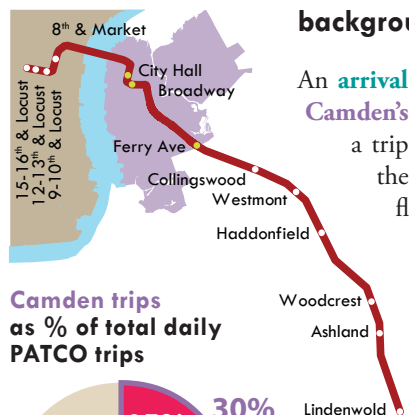 backgrou
8th & Market
City Hall
Broadway
An arrival
Camden's
a trip
the
fl
15-16th & Locust
12-13th & Locust
9-10th & Locust
Ferry Ave
Collingswood
Westmont
Haddonfield
Woodcrest
Ashland
Lindenwold
Camden trips
as % of total daily
PATCO trips
30%